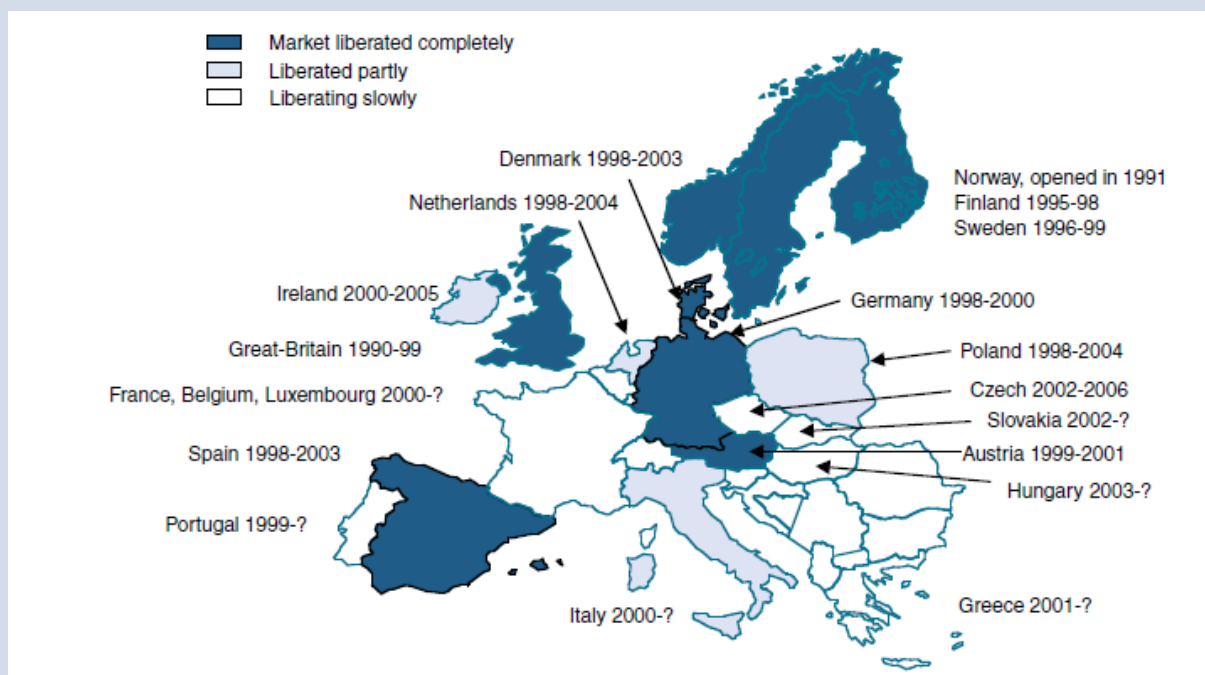 Market liberated completely
Liberated partly
Liberating slowly
Denmark 1998-2003
Norway, opened in 1991
Finland 1995-98
Sweden 1996-99
Netherlands 1998-2004
Ireland 2000-2005
Germany 1998-2000
Great-Britain 1990-99
Poland 1998-2004
France, Belgium, Luxembourg 2000-?
Czech 2002-2006
Slovakia 2002-?
Spain 1998-2003
Austria 1999-2001
Hungary 2003-?
Portugal 1999-?
Italy 2000-?
Greece 2001-?